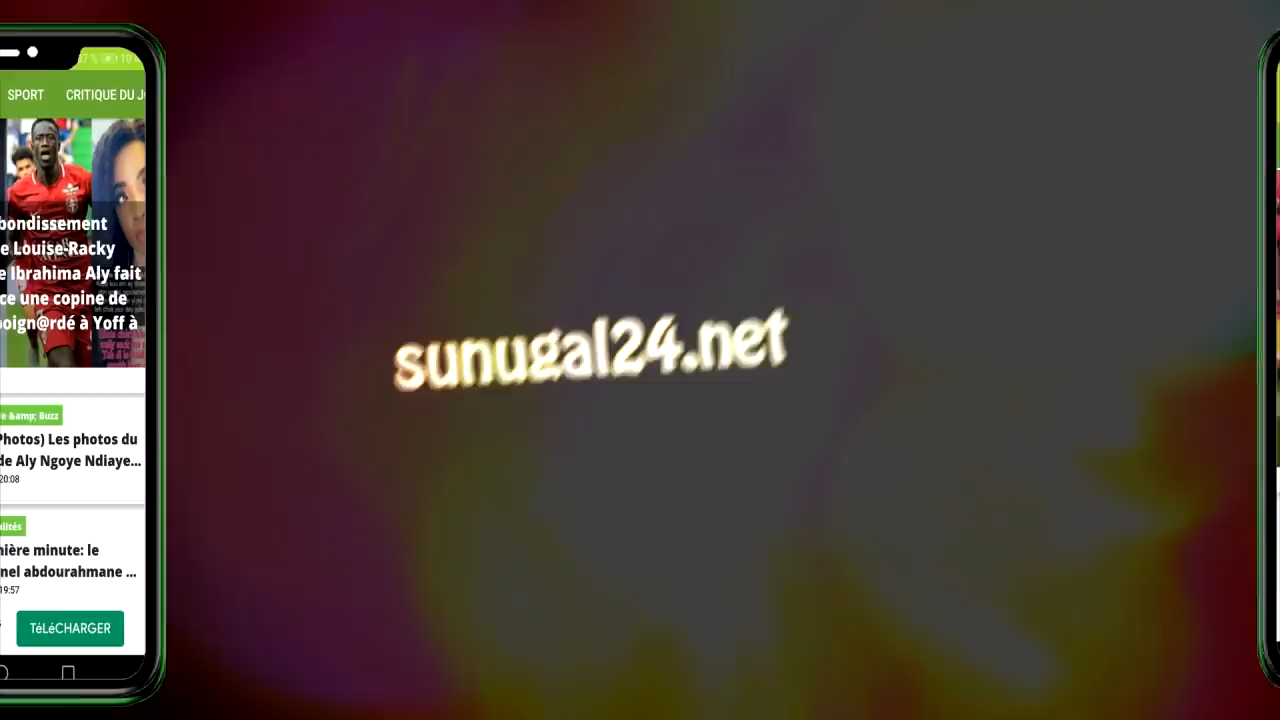 SPORT CRITIQUE DU J
bondissement
e Louise-Racky
e Ibrahima Aly fait
ce une copine de
poign@rdé à Yoff à
e &amp; Buzz
Photos) Les photos du
de Aly Ngoye Ndiaye...
20:08
alités
nière minute: le
nel abdourahmane ...
19:57
TéLéCHARGER
sunugal24.net